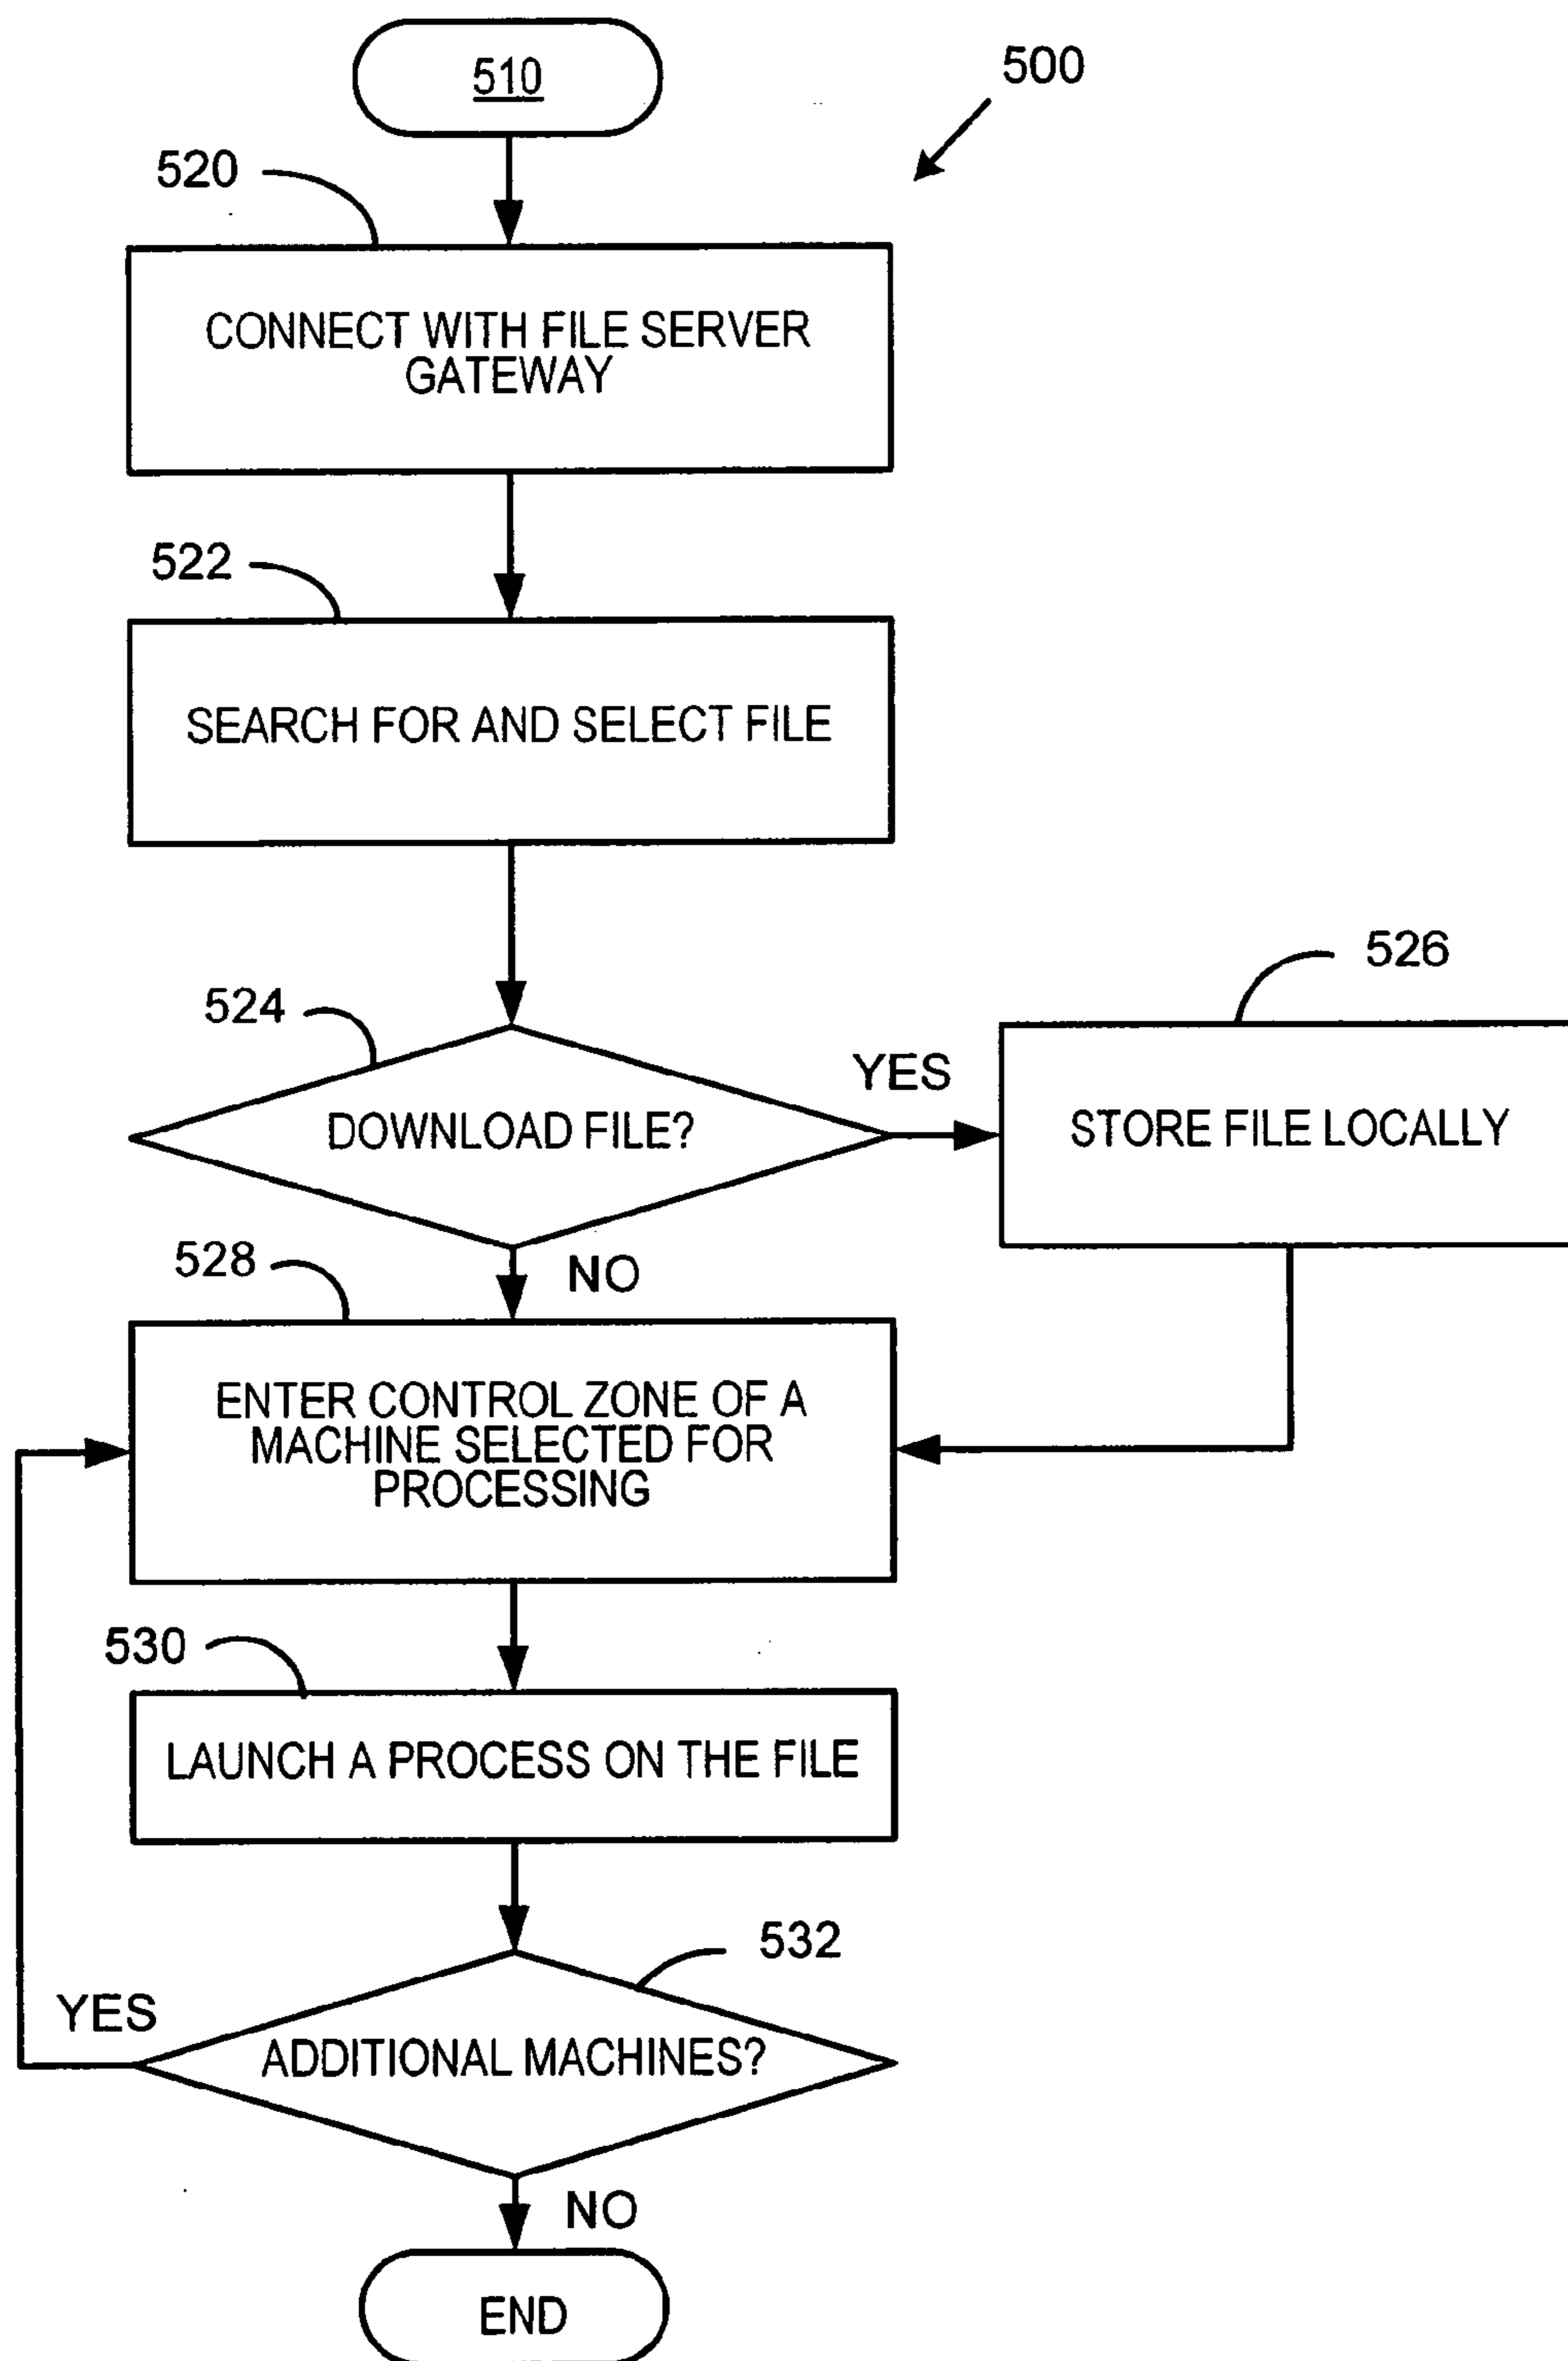 510
500
520
CONNECT WITH FILE SERVER
GATEWAY
522
SEARCH FOR AND SELECT FILE
524
DOWNLOAD FILE?
YES
526
STORE FILE LOCALLY
NO
528
ENTER CONTROL ZONE OF A
MACHINE SELECTED FOR
PROCESSING
530
LAUNCH A PROCESS ON THE FILE
532
YES
ADDITIONAL MACHINES?
NO
END